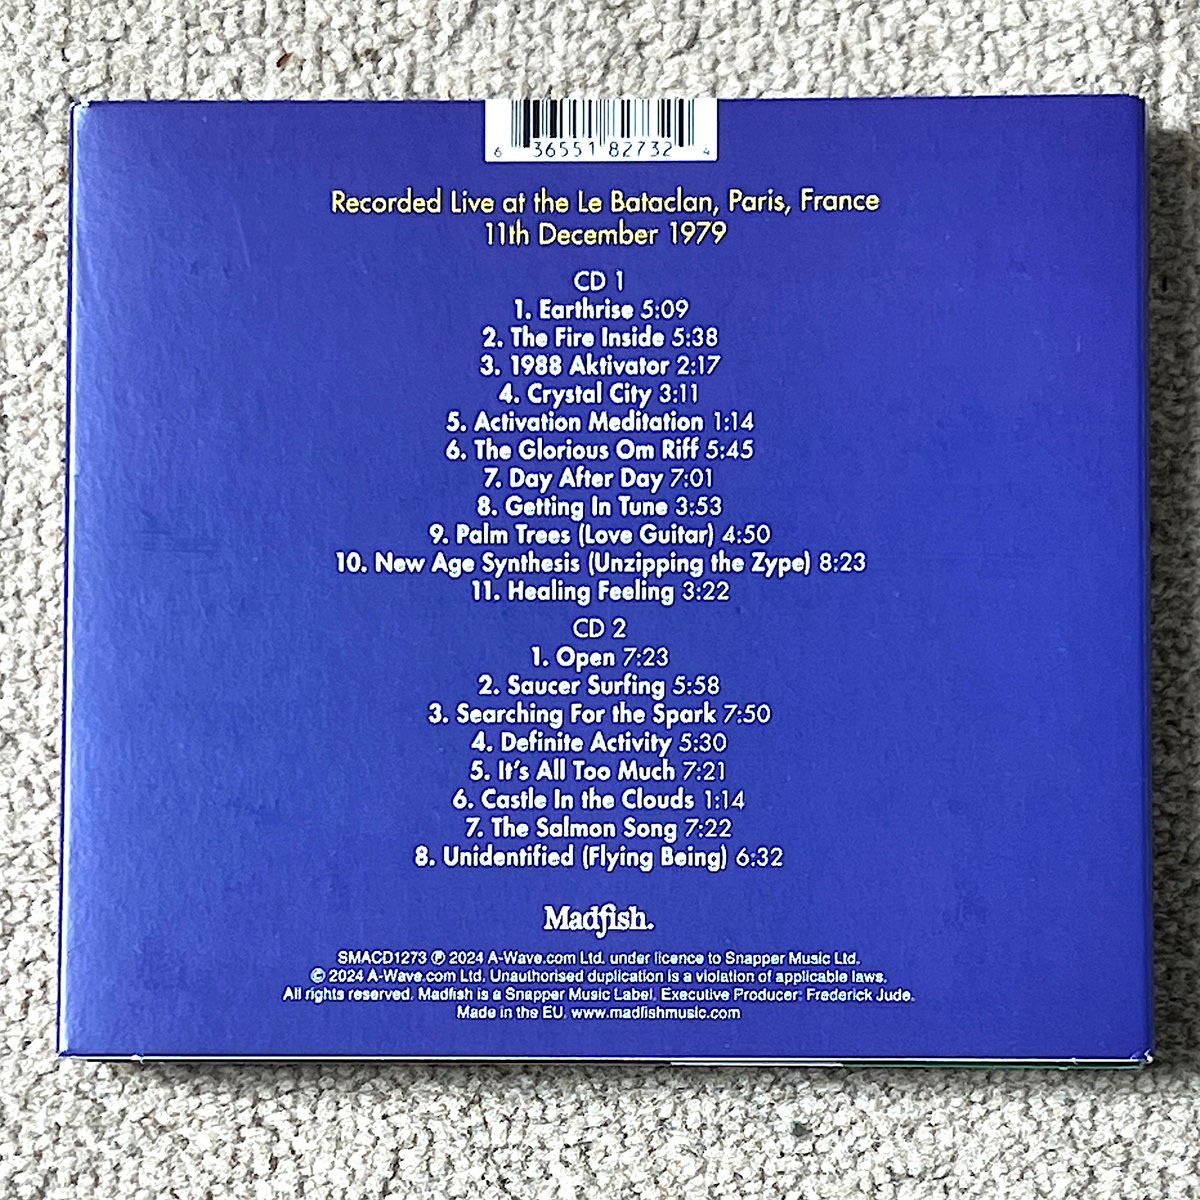 6 36551 82732 4
Recorded Live at the Le Bataclan, Paris, France
11th December 1979
CD 1
1. Earthrise 5:09
2. The Fire Inside 5:38
3. 1988 Aktivator 2:17
4. Crystal City 3:11
5. Activation Meditation 1:14
6. The Glorious Om Riff 5:45
7. Day After Day 7:01
8. Getting In Tune 3:53
9. Palm Trees (Love Guitar) 4:50
10. New Age Synthesis (Unzipping the Zype) 8:23
11. Healing Feeling 3:22
CD 2
1. Open 7:23
2. Saucer Surfing 5:58
3. Searching For the Spark 7:50
4. Definite Activity 5:30
5. It's All Too Much 7:21
6. Castle In the Clouds 1:14
7. The Salmon Song 7:22
8. Unidentified (Flying Being) 6:32
Madfish.
SMACD1273 ℗ 2024 A-Wave.com Ltd. under licence to Snapper Music Ltd.
© 2024 A-Wave.com Ltd. Unauthorised duplication is a violation of applicable laws.
All rights reserved. Madfish is a Snapper Music Label. Executive Producer: Frederick Jude.
Made in the EU. www.madfishmusic.com